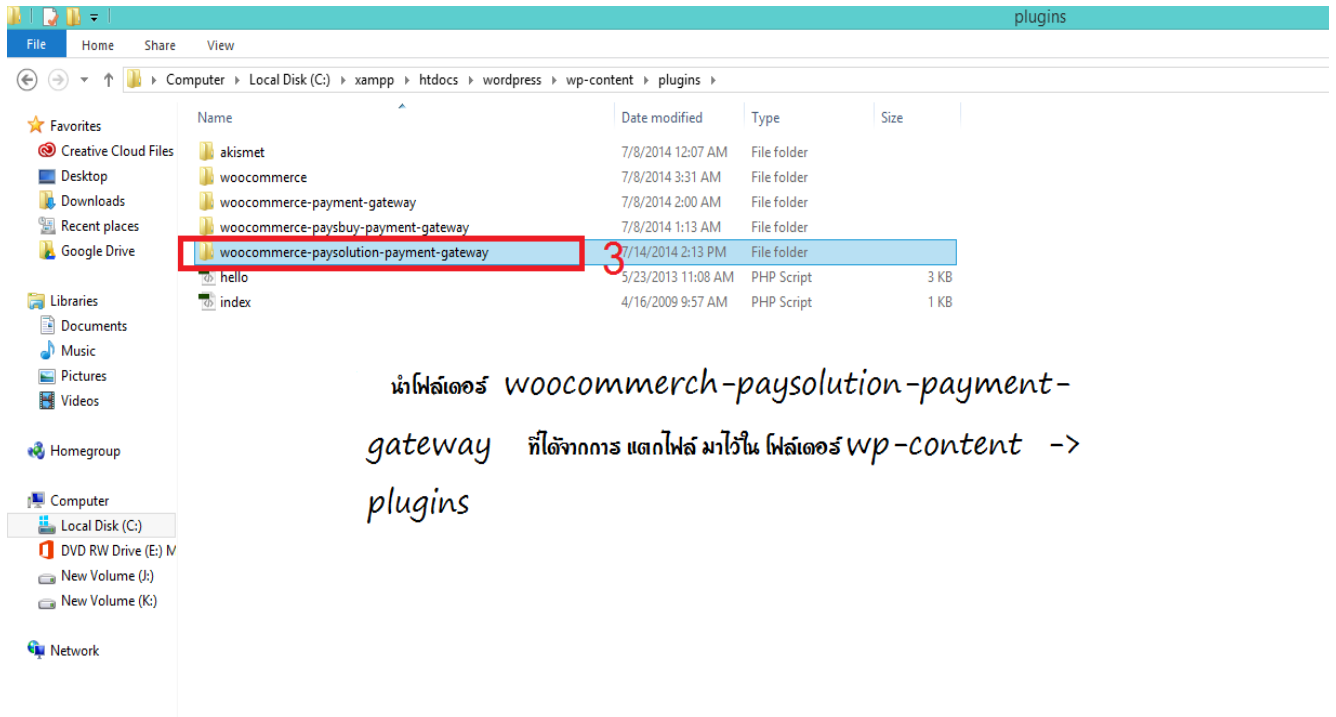 plugins
File Home Share View
Computer Local Disk (C:) xampp htdocs wordpress wp-content plugins
Name Date modified Type Size
Favorites
Creative Cloud Files akismet 7/8/2014 12:07 AM File folder
Desktop woocommerce 7/8/2014 3:31 AM File folder
Downloads woocommerce-payment-gateway 7/8/2014 2:00 AM File folder
Recent places woocommerce-paysbuy-payment-gateway 7/8/2014 1:13 AM File folder
Google Drive woocommerce-paysolution-payment-gateway 3 7/14/2014 2:13 PM File folder
hello 5/23/2013 11:08 AM PHP Script 3 KB
Libraries index 4/16/2009 9:57 AM PHP Script 1 KB
Documents
Music
Pictures
Videos
Homegroup
Computer
Local Disk (C:)
DVD RW Drive (E:) M
New Volume (J:)
New Volume (K:)
Network
นำโฟล์เดอร์ woocommerch-paysolution-payment-
gateway ที่ได้จากการ แตกไฟล์ มาไว้ใน โฟล์เดอร์ wp-content ->
plugins